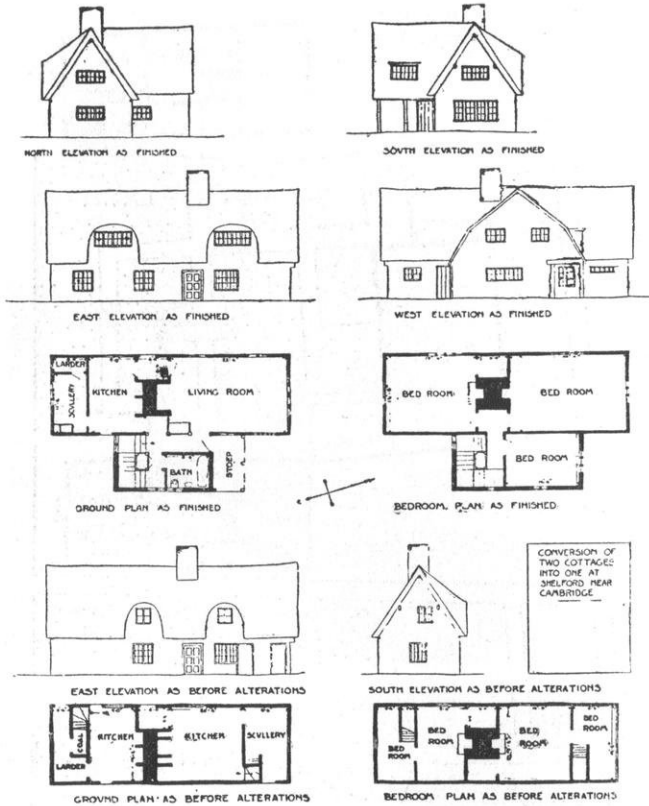 NORTH ELEVATION AS FINISHED
SOUTH ELEVATION AS FINISHED
EAST ELEVATION AS FINISHED
WEST ELEVATION AS FINISHED
LARDER
SCULLERY
KITCHEN
LIVING ROOM
BATH
STOEP
GROUND PLAN AS FINISHED
BED ROOM
BED ROOM
BED ROOM
BEDROOM PLAN AS FINISHED
CONVERSION OF
TWO COTTAGES
INTO ONE AT
SHELFORD NEAR
CAMBRIDGE
EAST ELEVATION AS BEFORE ALTERATIONS
SOUTH ELEVATION AS BEFORE ALTERATIONS
COAL
LARDER
KITCHEN
KITCHEN
SCULLERY
GROUND PLAN AS BEFORE ALTERATIONS
BED
ROOM
BED
ROOM
BED
ROOM
BED
ROOM
BEDROOM PLAN AS BEFORE ALTERATIONS